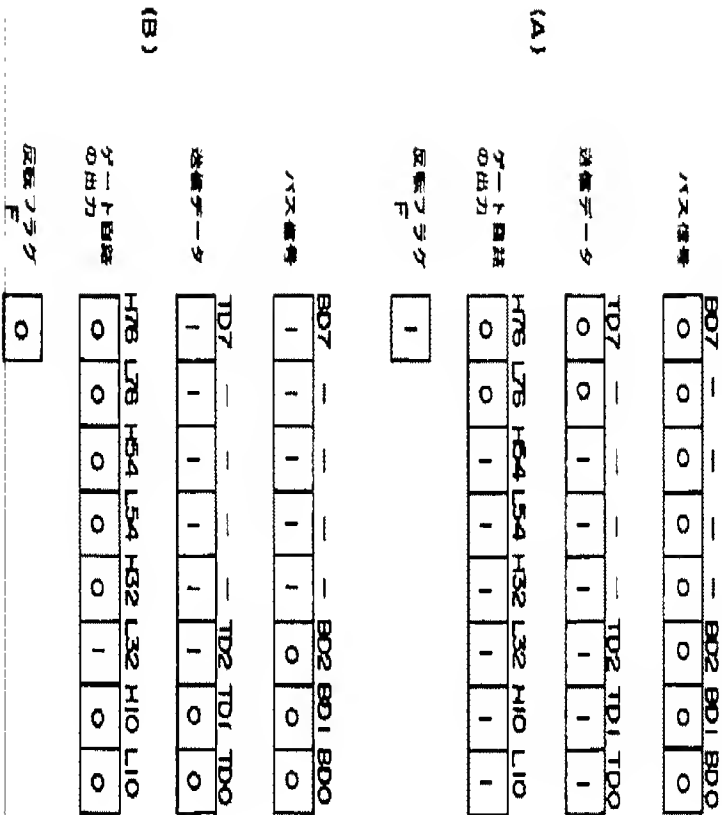 BD7 — — — — BD2 BD1 BD0
バス信号 0 0 0 0 0 0 0 0
TD7 — — — — TD2 TD1 TD0
送信データ 0 0 1 1 1 1 1 1
(A)
H76 L76 H54 L54 H32 L32 H10 L10
ゲート回路 0 0 1 1 1 1 1 1
の出力
反転フラグ 1
F
BD7 — — — — BD2 BD1 BD0
バス信号 1 1 1 1 1 0 0 0
TD7 — — — — TD2 TD1 TD0
送信データ 1 1 1 1 1 1 0 0
(B)
H76 L76 H54 L54 H32 L32 H10 L10
ゲート回路 0 0 0 0 0 1 0 0
の出力
反転フラグ 0
F